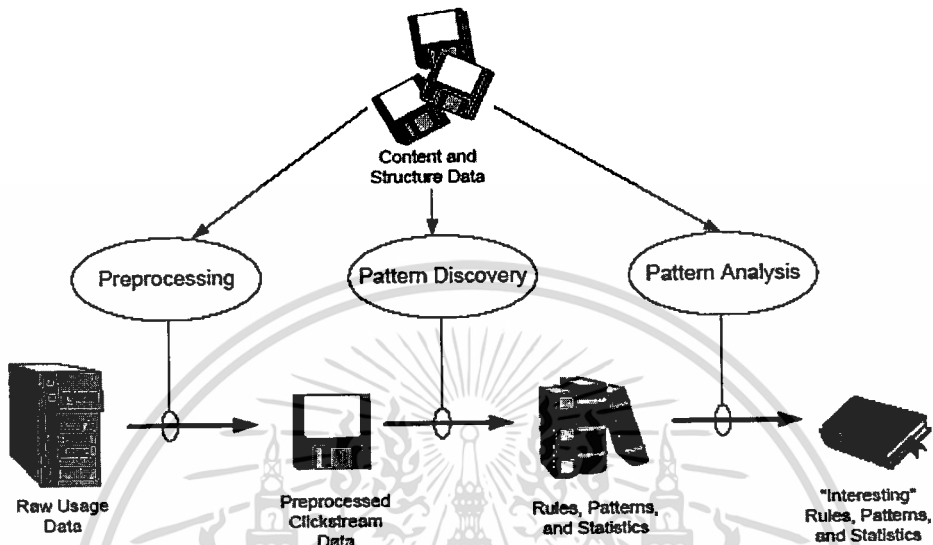 Content and
Structure Data
Preprocessing
Pattern Discovery
Pattern Analysis
Raw Usage
Data
Preprocessed
Clickstream
Data
Rules, Patterns,
and Statistics
"Interesting"
Rules, Patterns,
and Statistics